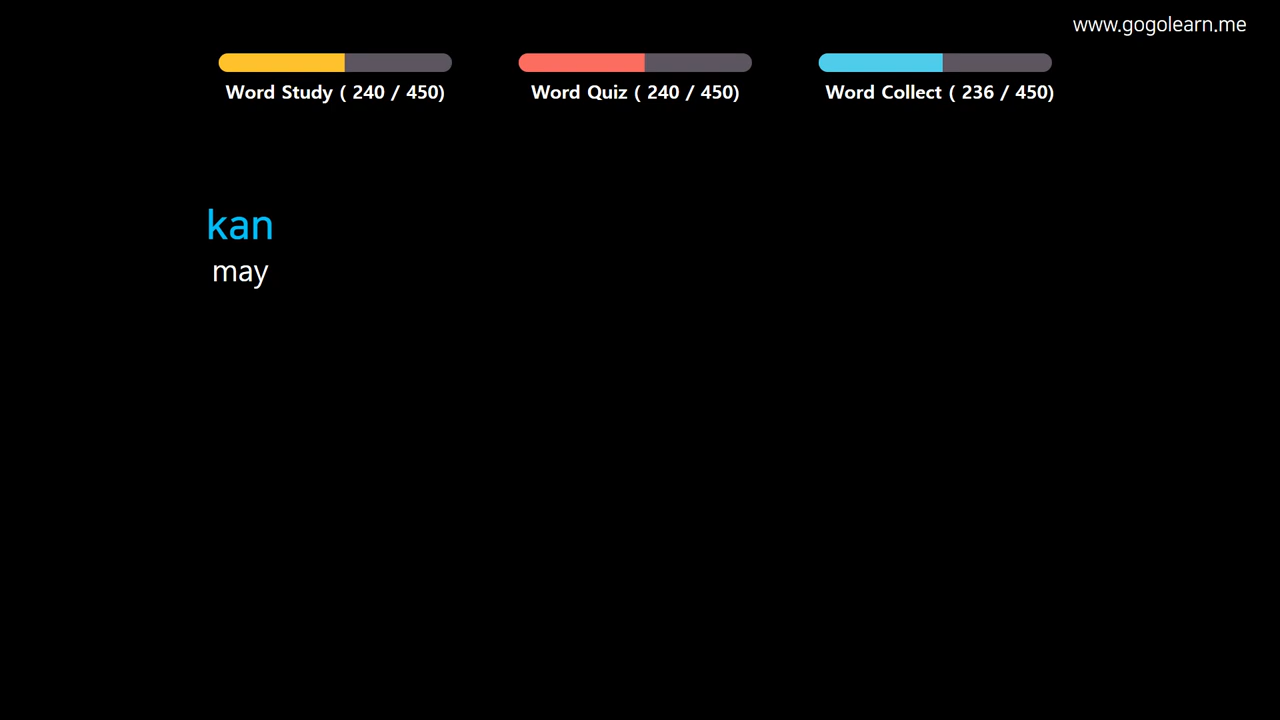 www.gogolearn.me
Word Study ( 240 / 450)
Word Quiz ( 240 / 450)
Word Collect ( 236 / 450)
kan
may